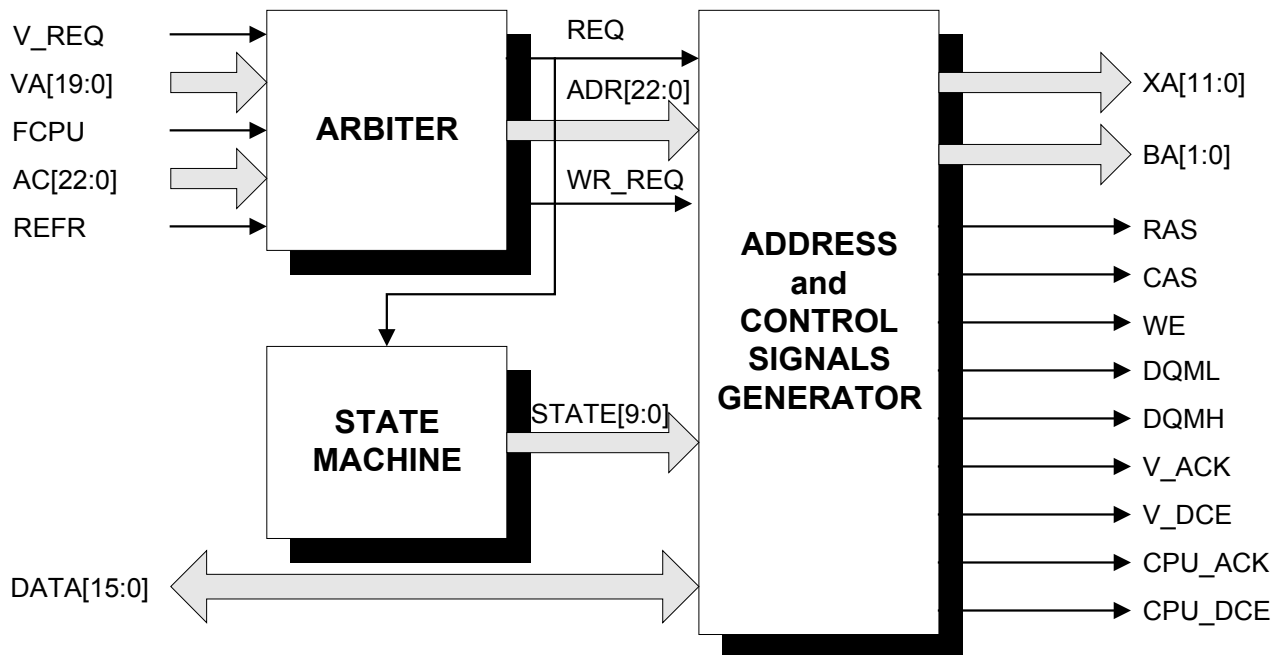 V_REQ
VA[19:0]
FCPU
AC[22:0]
REFR
ARBITER
REQ
ADR[22:0]
WR_REQ
STATE
MACHINE
STATE[9:0]
DATA[15:0]
ADDRESS
and
CONTROL
SIGNALS
GENERATOR
XA[11:0]
BA[1:0]
RAS
CAS
WE
DQML
DQMH
V_ACK
V_DCE
CPU_ACK
CPU_DCE